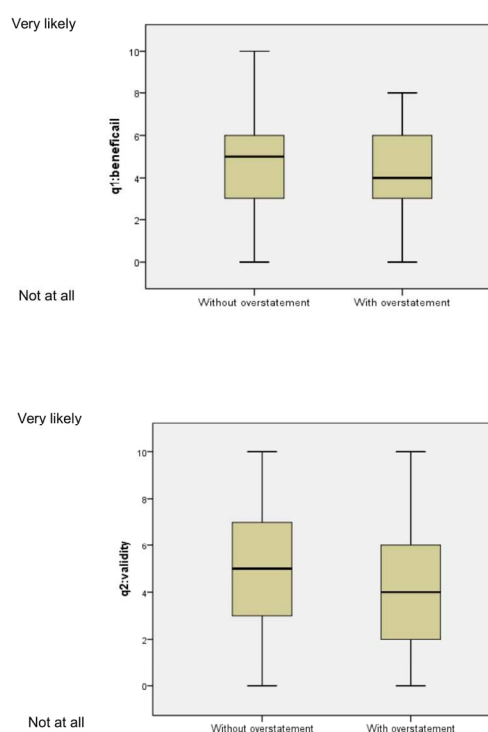 Very likely
10
8
6
4
2
0
q1:beneficail
Not at all
Without overstatement
With overstatement
Very likely
10
8
6
4
2
0
q2:validity
Not at all
Without overstatement
With overstatement